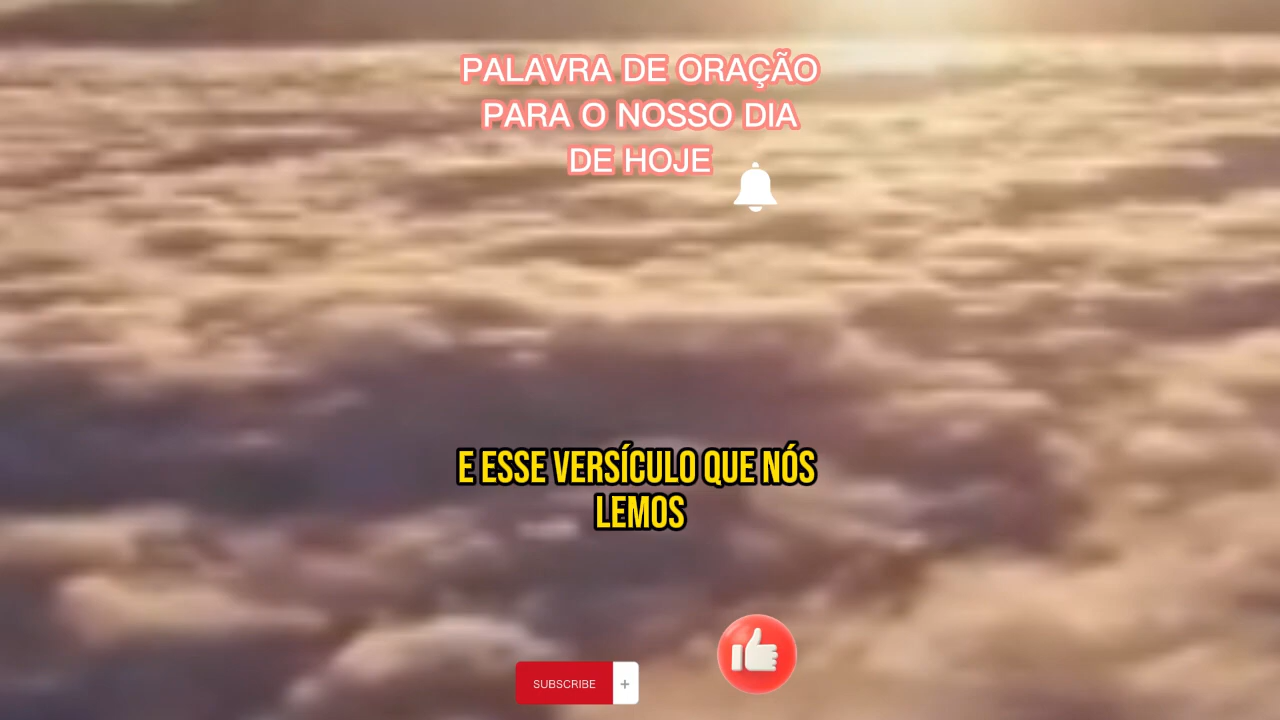 PALAVRA DE ORAÇÃO
PARA O NOSSO DIA
DE HOJE
E ESSE VERSÍCULO QUE NÓS
LEMOS
SUBSCRIBE +